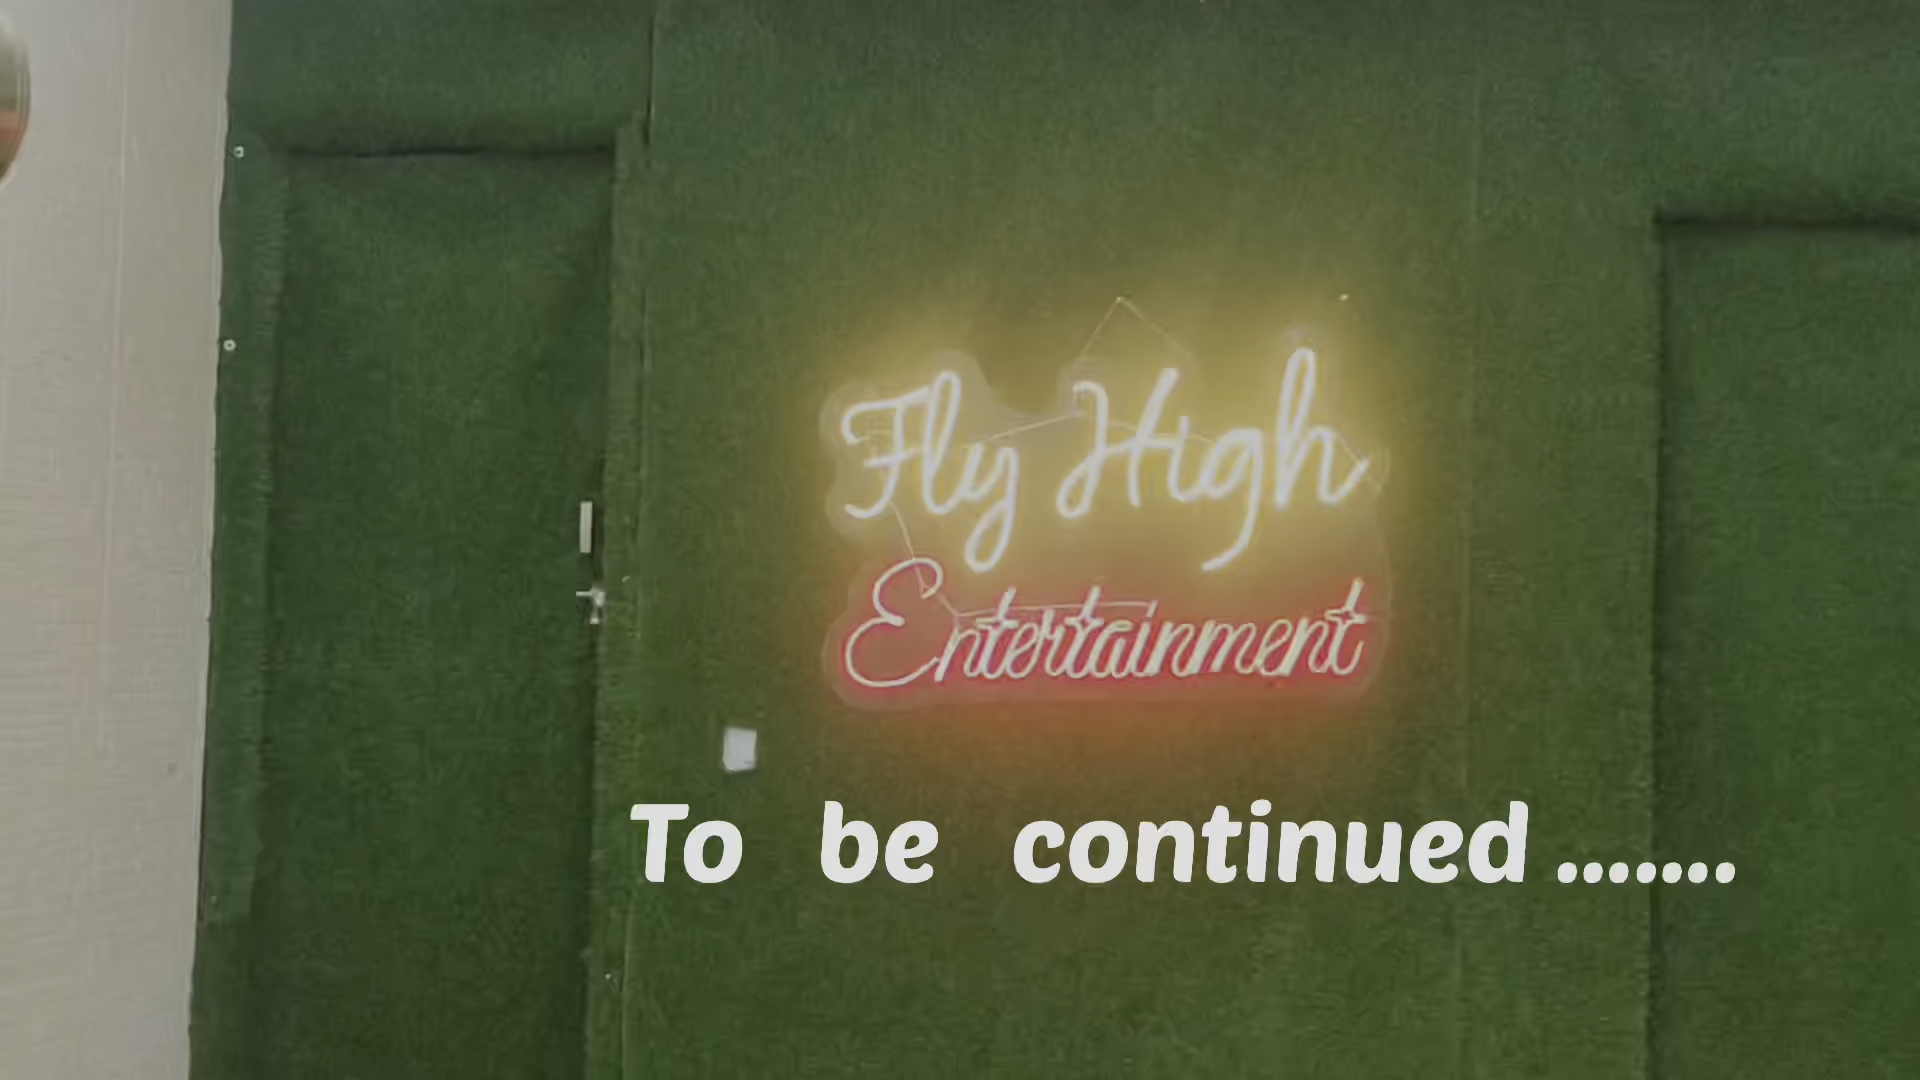 Fly High
Entertainment
To be continued .......